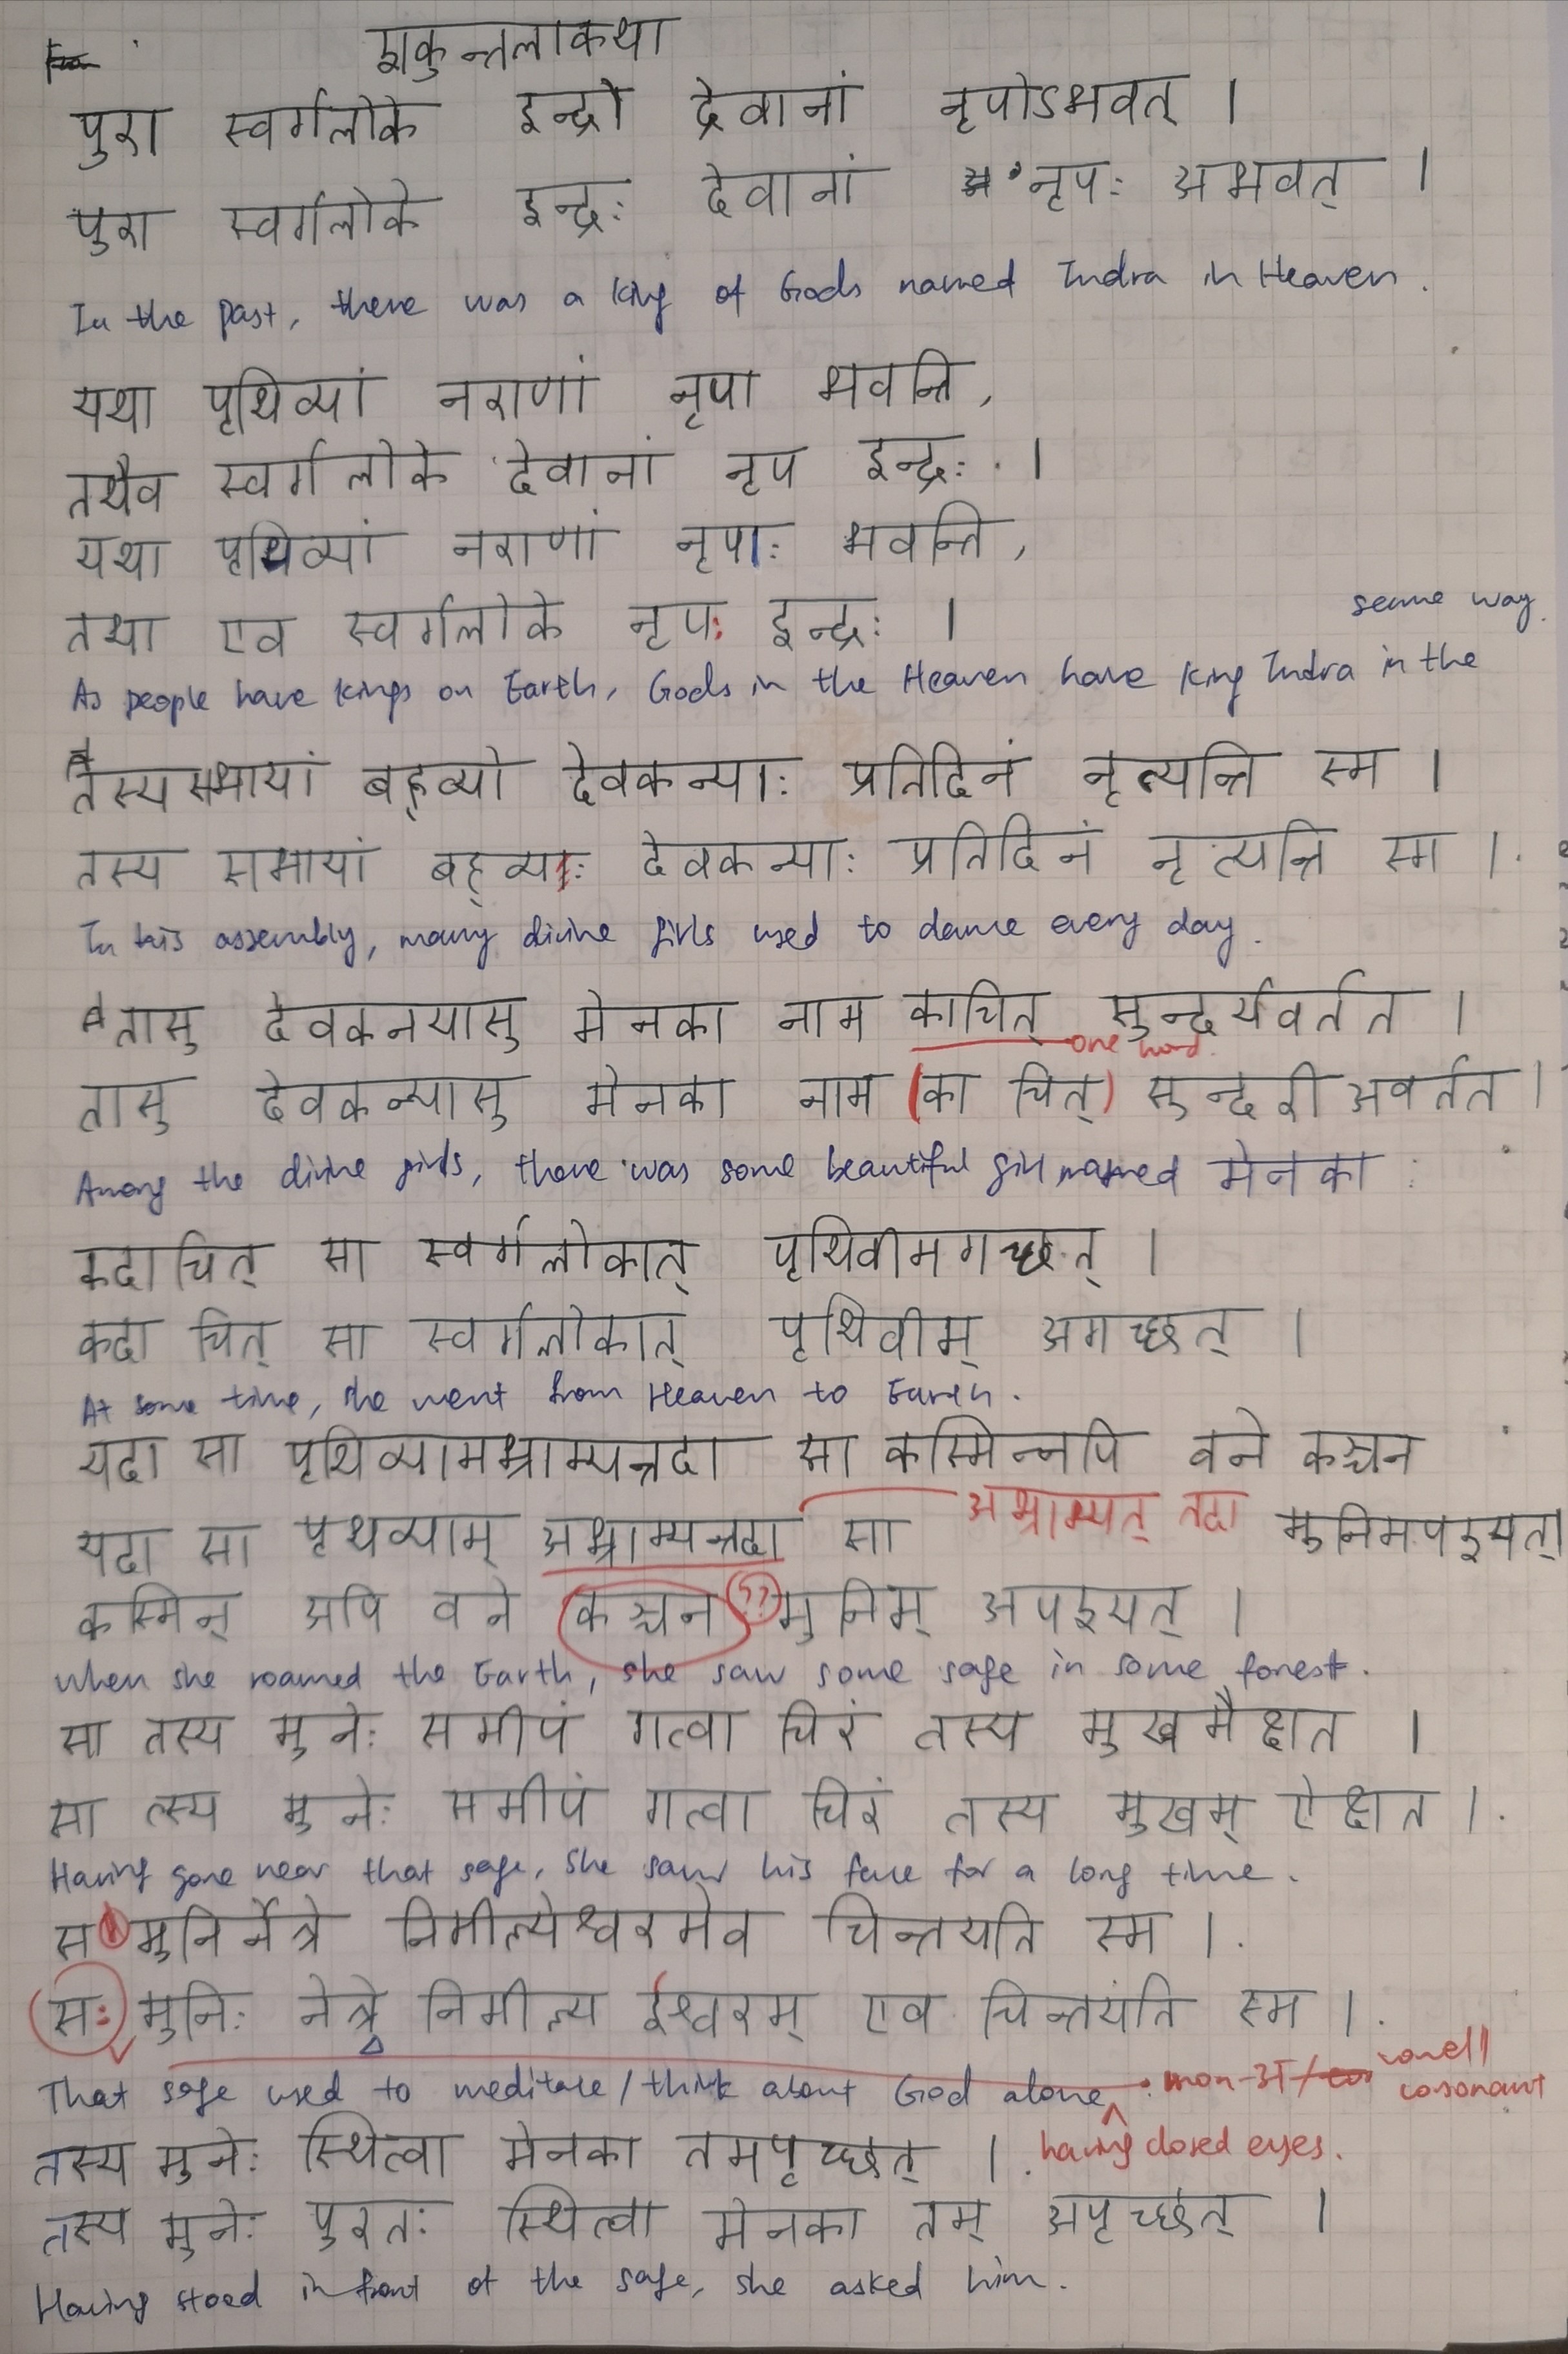 शकुन्तलाकथा
पुरा स्वर्गलोके इन्द्रो देवानां नृपोऽभवत् ।
पुरा स्वर्गलोके इन्द्रः देवानां नृपः अभवत् ।
In the past, there was a king of Gods named Indra in Heaven.
यथा पृथिव्यां नराणां नृपा भवन्ति,
तथैव स्वर्गलोके देवानां नृप इन्द्रः ।
यथा पृथिव्यां नराणां नृपाः भवन्ति,
तथा एव स्वर्गलोके नृपः इन्द्रः ।
same way.
As people have kings on Earth, Gods in the Heaven have king Indra in the
तस्य सभायां बहव्यो देवकन्याः प्रतिदिनं नृत्यन्ति स्म ।
तस्य सभायां बहव्यः देवकन्याः प्रतिदिनं नृत्यन्ति स्म ।
In his assembly, many divine girls used to dance every day.
तासु देवकनयासु मेनका नाम काचित् सुन्दर्यवर्तत ।
one word.
तासु देवकन्यासु मेनका नाम (का चित्) सुन्दरी अवर्तत ।
Among the divine girls, there was some beautiful girl named मेनका
कदाचित् सा स्वर्गलोकात् पृथिवीमगच्छत् ।
कदा चित् सा स्वर्गलोकात् पृथिवीम् अगच्छत् ।
At some time, she went from Heaven to Earth.
यदा सा पृथिव्यामभ्राम्यत्तदा सा कस्मिन्नपि वने कञ्चन
मुनिमपश्यत्।
यदा सा पृथव्याम् अभ्राम्यत्तदा सा
अभ्राम्यत् तदा
कस्मिन् अपि वने कञ्चन ?? मुनिम् अपश्यत् ।
When she roamed the Earth, she saw some sage in some forest.
सा तस्य मुनेः समीपं गत्वा चिरं तस्य मुखमैक्षत ।
सा तस्य मुनेः समीपं गत्वा चिरं तस्य मुखम् ऐक्षत ।
Having gone near that sage, she saw his face for a long time.
स मुनिर्नेत्रे निमील्येश्वरमेव चिन्तयति स्म ।
सः मुनिः नेत्रे निमील्य ईश्वरम् एव चिन्तयति स्म ।
That sage used to meditate/think about God alone.
non-अ/ vowel/
cosonant
having closed eyes.
तस्य मुनेः स्थित्वा मेनका तमपृच्छत् ।
तस्य मुनेः पुरतः स्थित्वा मेनका तम् अपृच्छत् ।
Having stood in front of the sage, she asked him.